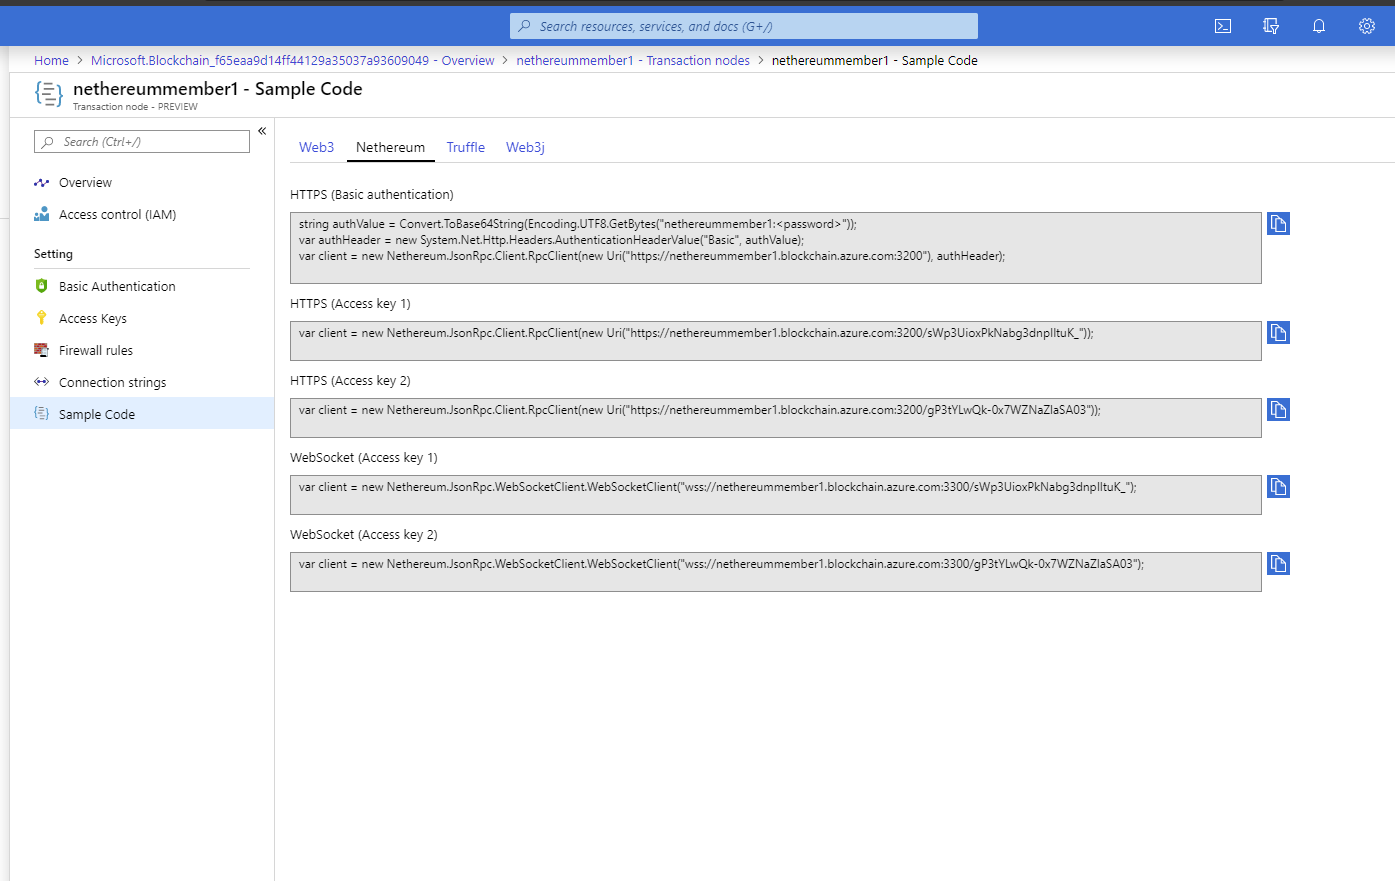 Search resources, services, and docs (G+/)
Home > Microsoft.Blockchain_f65eaa9d14ff44129a35037a93609049 - Overview > nethereummember1 - Transaction nodes > nethereummember1 - Sample Code
nethereummember1 - Sample Code
Transaction node - PREVIEW
Search (Ctrl+/)
«
Overview
Access control (IAM)
Setting
Basic Authentication
Access Keys
Firewall rules
Connection strings
Sample Code
Web3 Nethereum Truffle Web3j
HTTPS (Basic authentication)
string authValue = Convert.ToBase64String(Encoding.UTF8.GetBytes("nethereummember1:<password>"));
var authHeader = new System.Net.Http.Headers.AuthenticationHeaderValue("Basic", authValue);
var client = new Nethereum.JsonRpc.Client.RpcClient(new Uri("https://nethereummember1.blockchain.azure.com:3200"), authHeader);
HTTPS (Access key 1)
var client = new Nethereum.JsonRpc.Client.RpcClient(new Uri("https://nethereummember1.blockchain.azure.com:3200/sWp3UioxPkNabg3dnpIltuK_"));
HTTPS (Access key 2)
var client = new Nethereum.JsonRpc.Client.RpcClient(new Uri("https://nethereummember1.blockchain.azure.com:3200/gP3tYLwQk-0x7WZNaZlaSA03"));
WebSocket (Access key 1)
var client = new Nethereum.JsonRpc.WebSocketClient.WebSocketClient("wss://nethereummember1.blockchain.azure.com:3300/sWp3UioxPkNabg3dnpIltuK_");
WebSocket (Access key 2)
var client = new Nethereum.JsonRpc.WebSocketClient.WebSocketClient("wss://nethereummember1.blockchain.azure.com:3300/gP3tYLwQk-0x7WZNaZlaSA03");